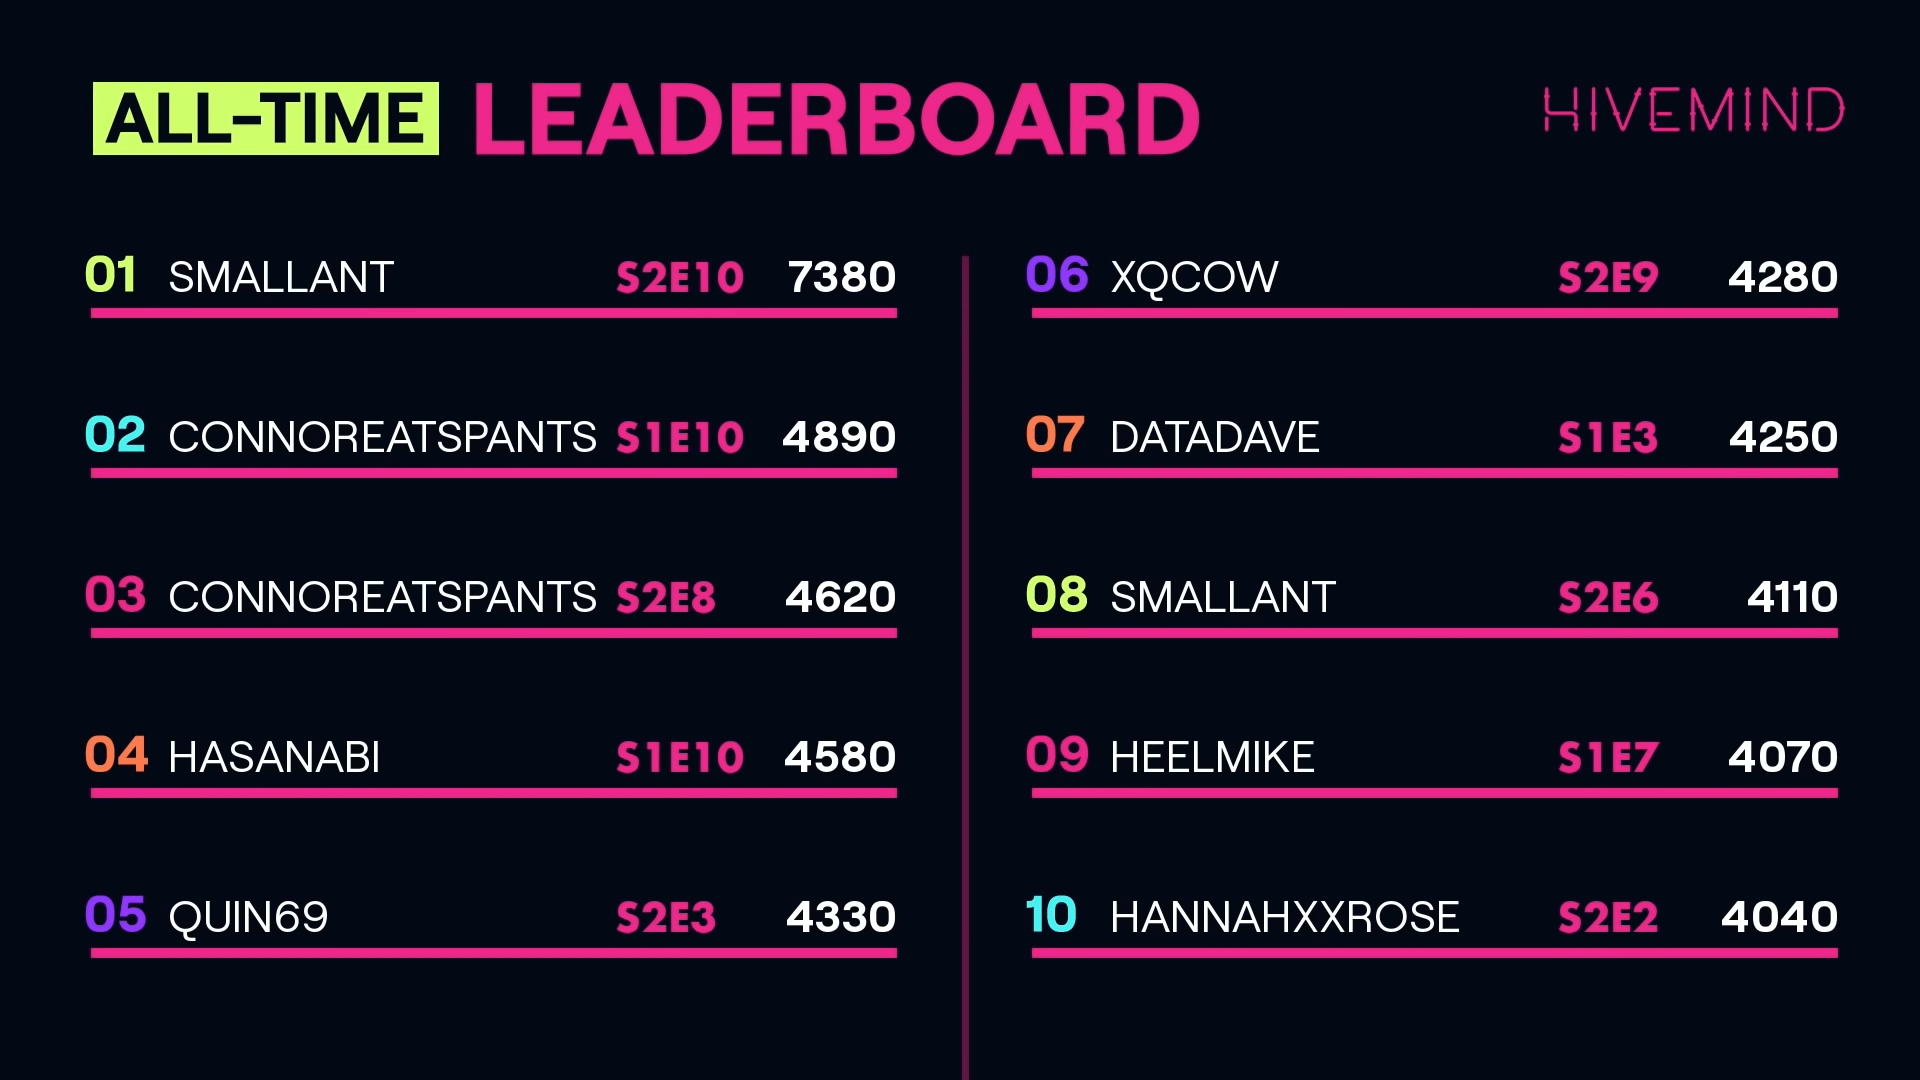 ALL-TIME LEADERBOARD
HIVEMIND
01 SMALLANT S2E10 7380
02 CONNOREATSPANTS S1E10 4890
03 CONNOREATSPANTS S2E8 4620
04 HASANABI S1E10 4580
05 QUIN69 S2E3 4330
06 XQCOW S2E9 4280
07 DATADAVE S1E3 4250
08 SMALLANT S2E6 4110
09 HEELMIKE S1E7 4070
10 HANNAHXXROSE S2E2 4040